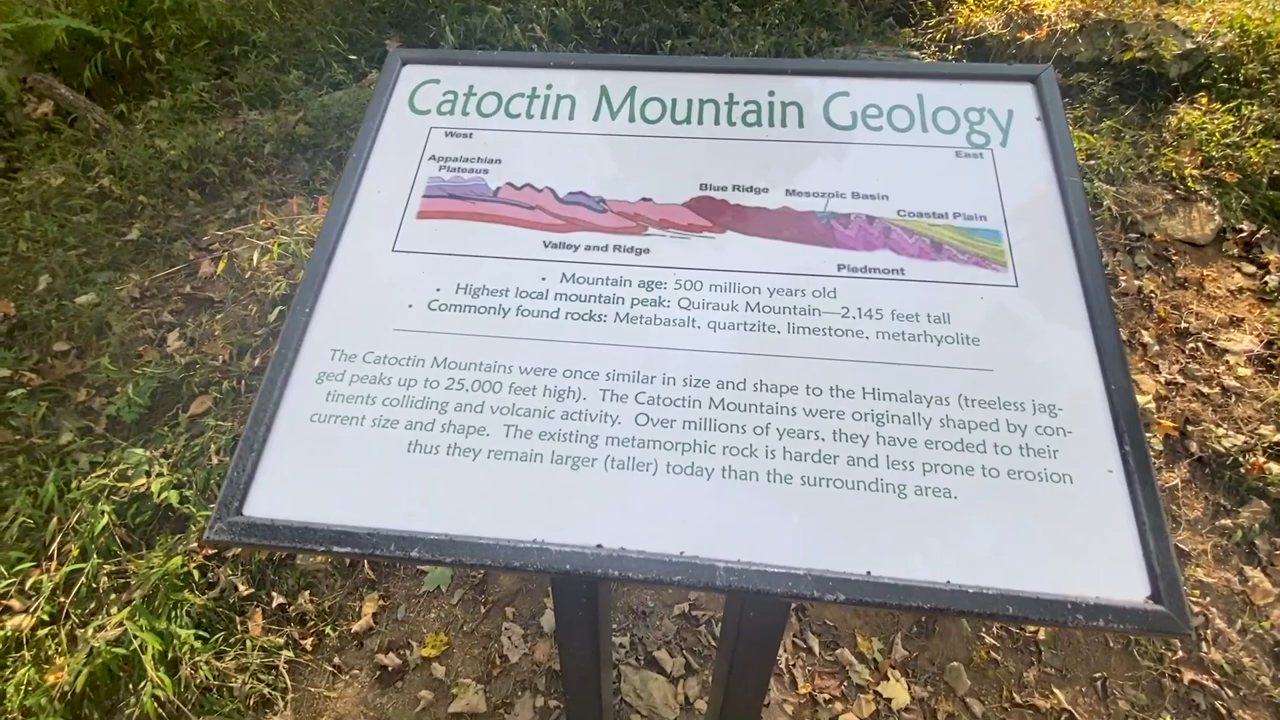 Catoctin Mountain Geology
West
East
Appalachian
Plateaus
Blue Ridge
Mesozoic Basin
Coastal Plain
Valley and Ridge
Piedmont
• Mountain age: 500 million years old
• Highest local mountain peak: Quirauk Mountain—2,145 feet tall
• Commonly found rocks: Metabasalt, quartzite, limestone, metarhyolite
The Catoctin Mountains were once similar in size and shape to the Himalayas (treeless jag-
ged peaks up to 25,000 feet high). The Catoctin Mountains were originally shaped by con-
tinents colliding and volcanic activity. Over millions of years, they have eroded to their
current size and shape. The existing metamorphic rock is harder and less prone to erosion
thus they remain larger (taller) today than the surrounding area.